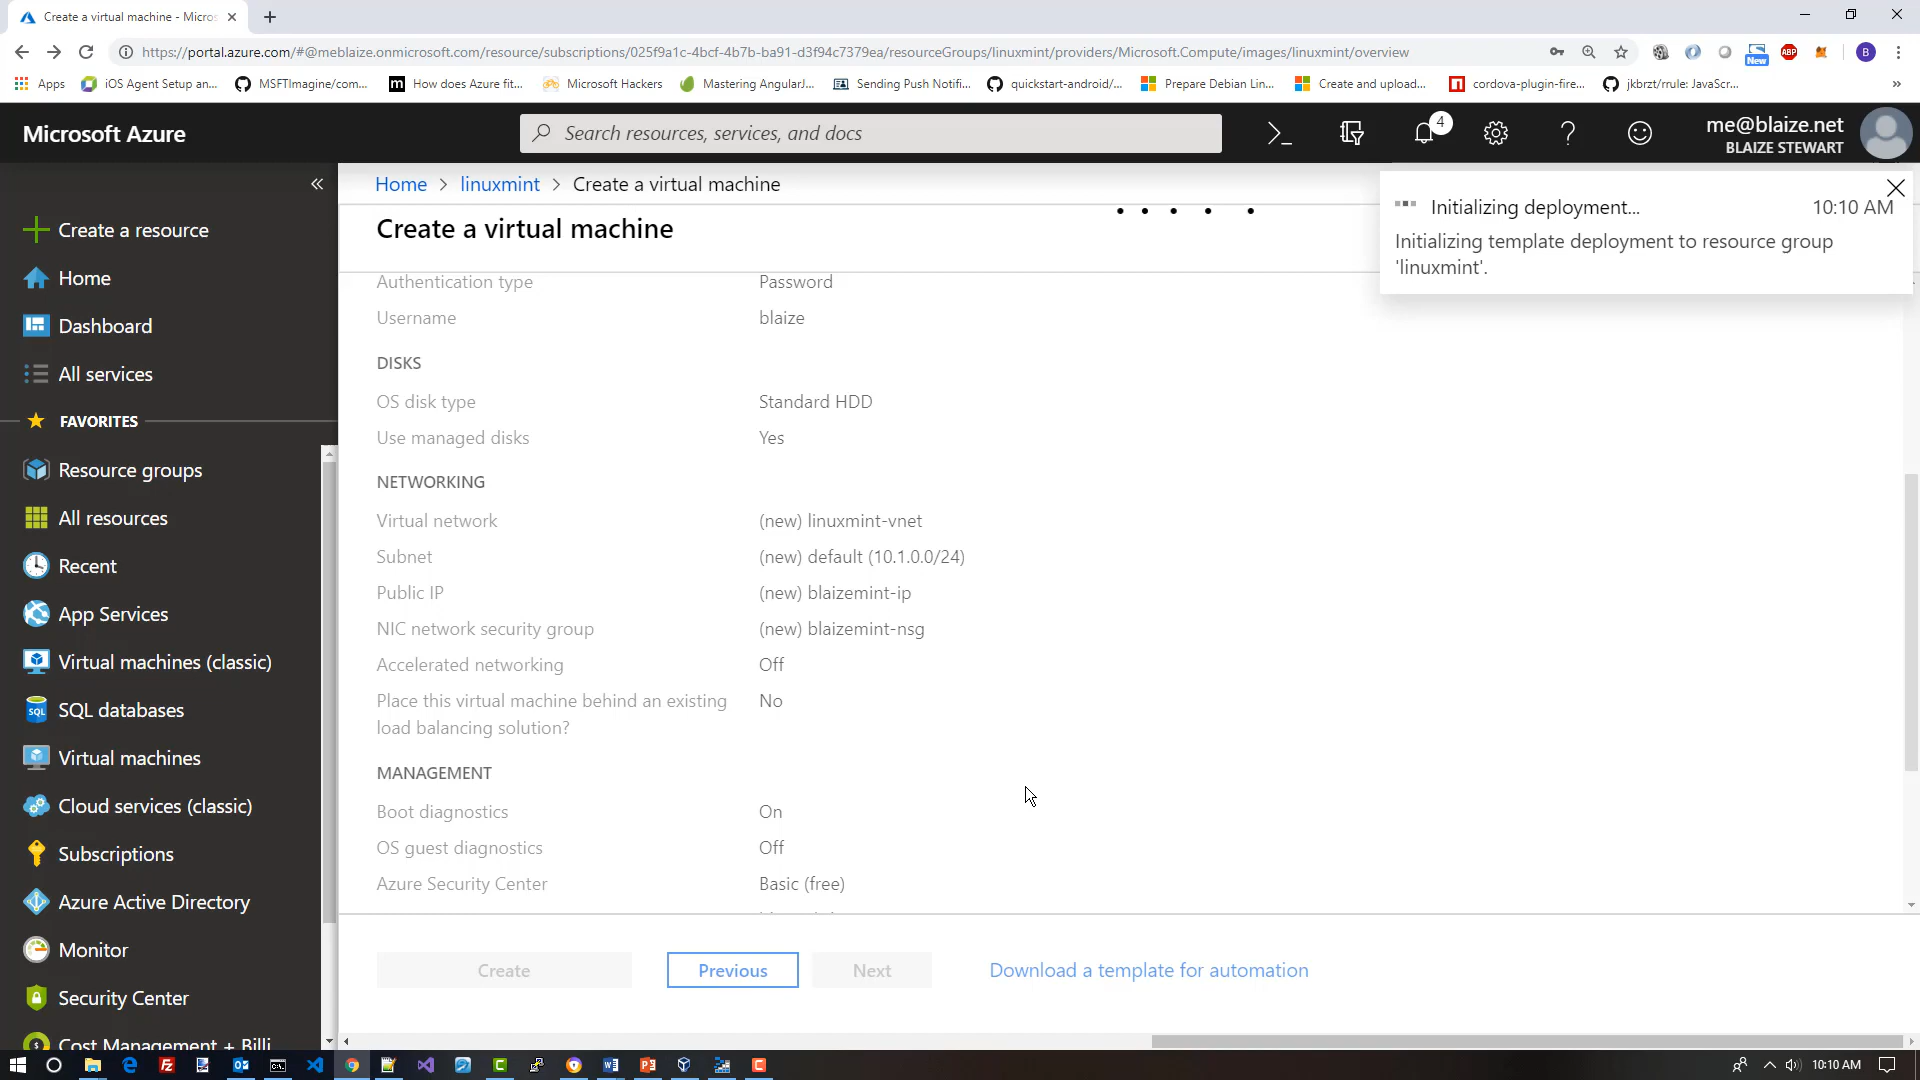 Create a virtual machine - Micros
https://portal.azure.com/#@meblaize.onmicrosoft.com/resource/subscriptions/025f9a1c-4bcf-4b7b-ba91-d3f94c7379ea/resourceGroups/linuxmint/providers/Microsoft.Compute/images/linuxmint/overview
ABP
New
B
Apps
iOS Agent Setup an...
MSFTImagine/com...
How does Azure fit...
Microsoft Hackers
Mastering AngularJ...
Sending Push Notifi...
quickstart-android/...
Prepare Debian Lin...
Create and upload...
cordova-plugin-fire...
jkbrzt/rrule: JavaScr...
Microsoft Azure
Search resources, services, and docs
4
me@blaize.net
BLAIZE STEWART
Home > linuxmint > Create a virtual machine
Create a virtual machine
Initializing deployment... 10:10 AM
Initializing template deployment to resource group
'linuxmint'.
Create a resource
Home
Dashboard
All services
FAVORITES
Resource groups
All resources
Recent
App Services
Virtual machines (classic)
SQL databases
Virtual machines
Cloud services (classic)
Subscriptions
Azure Active Directory
Monitor
Security Center
Cost Management + Billi
Authentication type Password
Username blaize
DISKS
OS disk type Standard HDD
Use managed disks Yes
NETWORKING
Virtual network (new) linuxmint-vnet
Subnet (new) default (10.1.0.0/24)
Public IP (new) blaizemint-ip
NIC network security group (new) blaizemint-nsg
Accelerated networking Off
Place this virtual machine behind an existing No
load balancing solution?
MANAGEMENT
Boot diagnostics On
OS guest diagnostics Off
Azure Security Center Basic (free)
Create
Previous
Next
Download a template for automation
10:10 AM